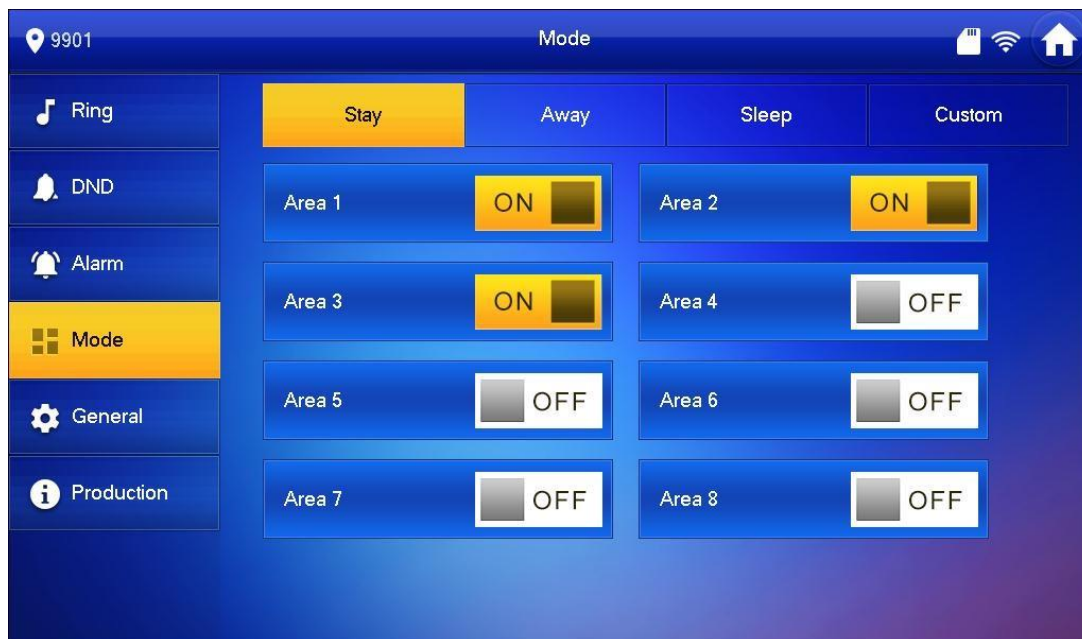 9901 Mode
Ring
DND
Alarm
Mode
General
Production
Stay Away Sleep Custom
Area 1 ON Area 2 ON
Area 3 ON Area 4 OFF
Area 5 OFF Area 6 OFF
Area 7 OFF Area 8 OFF